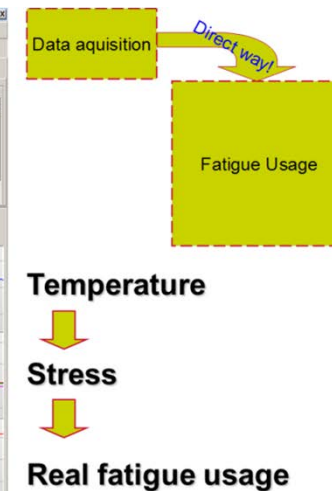 Data aquisition
Direct way!
Fatigue Usage
Temperature
Stress
Real fatigue usage